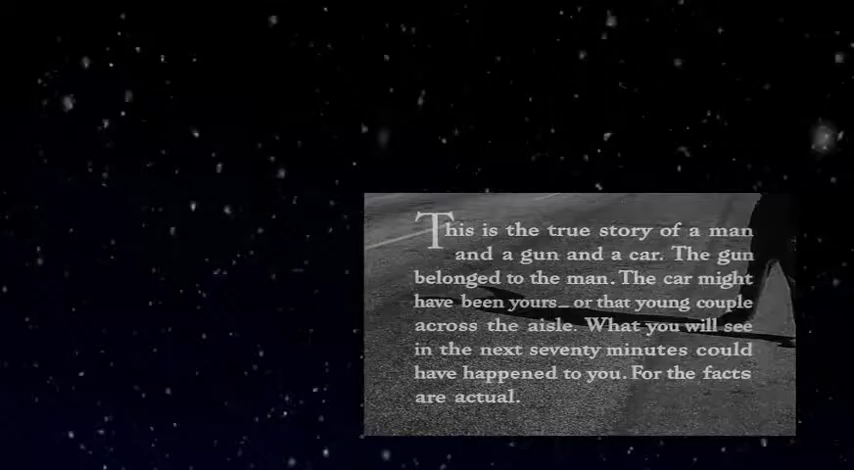 This is the true story of a man
and a gun and a car. The gun
belonged to the man. The car might
have been yours—or that young couple
across the aisle. What you will see
in the next seventy minutes could
have happened to you. For the facts
are actual.